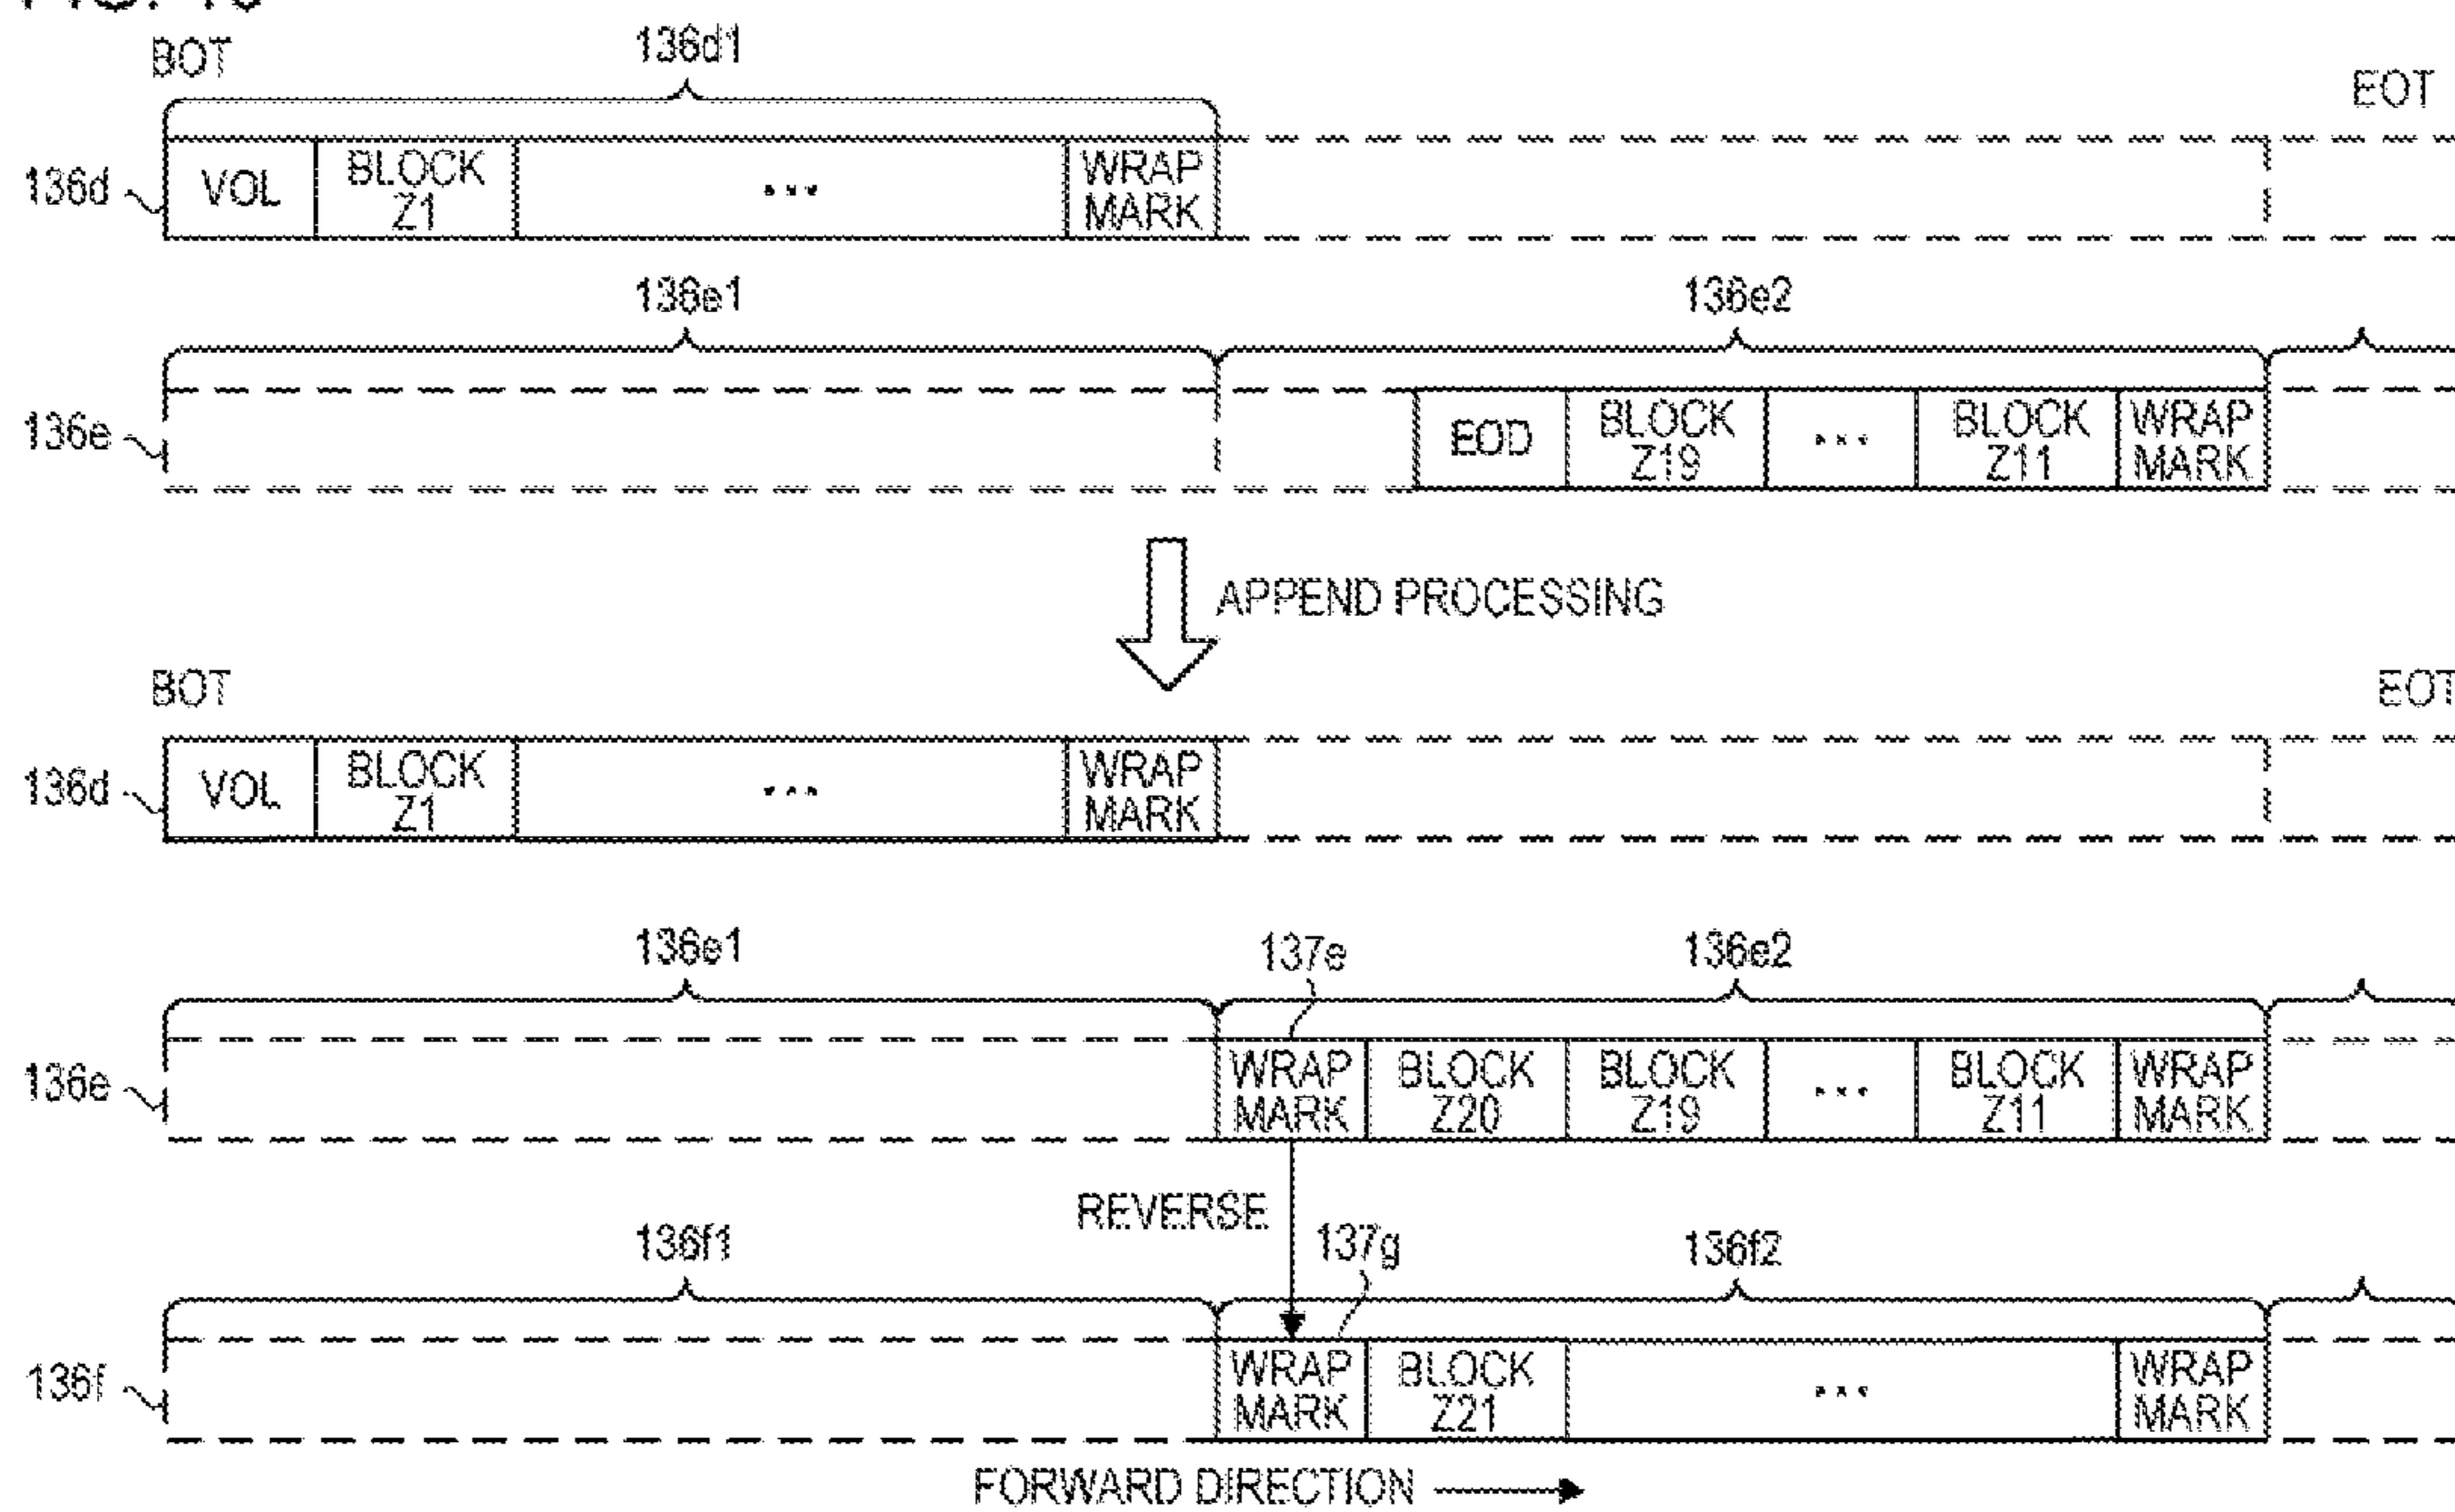 BOT 136d1 EOT
136d VOL BLOCK Z1 ... WRAP MARK
136e1 136e2
136e EOD BLOCK Z19 ... BLOCK Z11 WRAP MARK
APPEND PROCESSING
BOT EOT
136d VOL BLOCK Z1 ... WRAP MARK
136e1 137e 136e2
136e WRAP MARK BLOCK Z20 BLOCK Z19 ... BLOCK Z11 WRAP MARK
REVERSE
136f1 137g 136f2
136f WRAP MARK BLOCK Z21 ... WRAP MARK
FORWARD DIRECTION